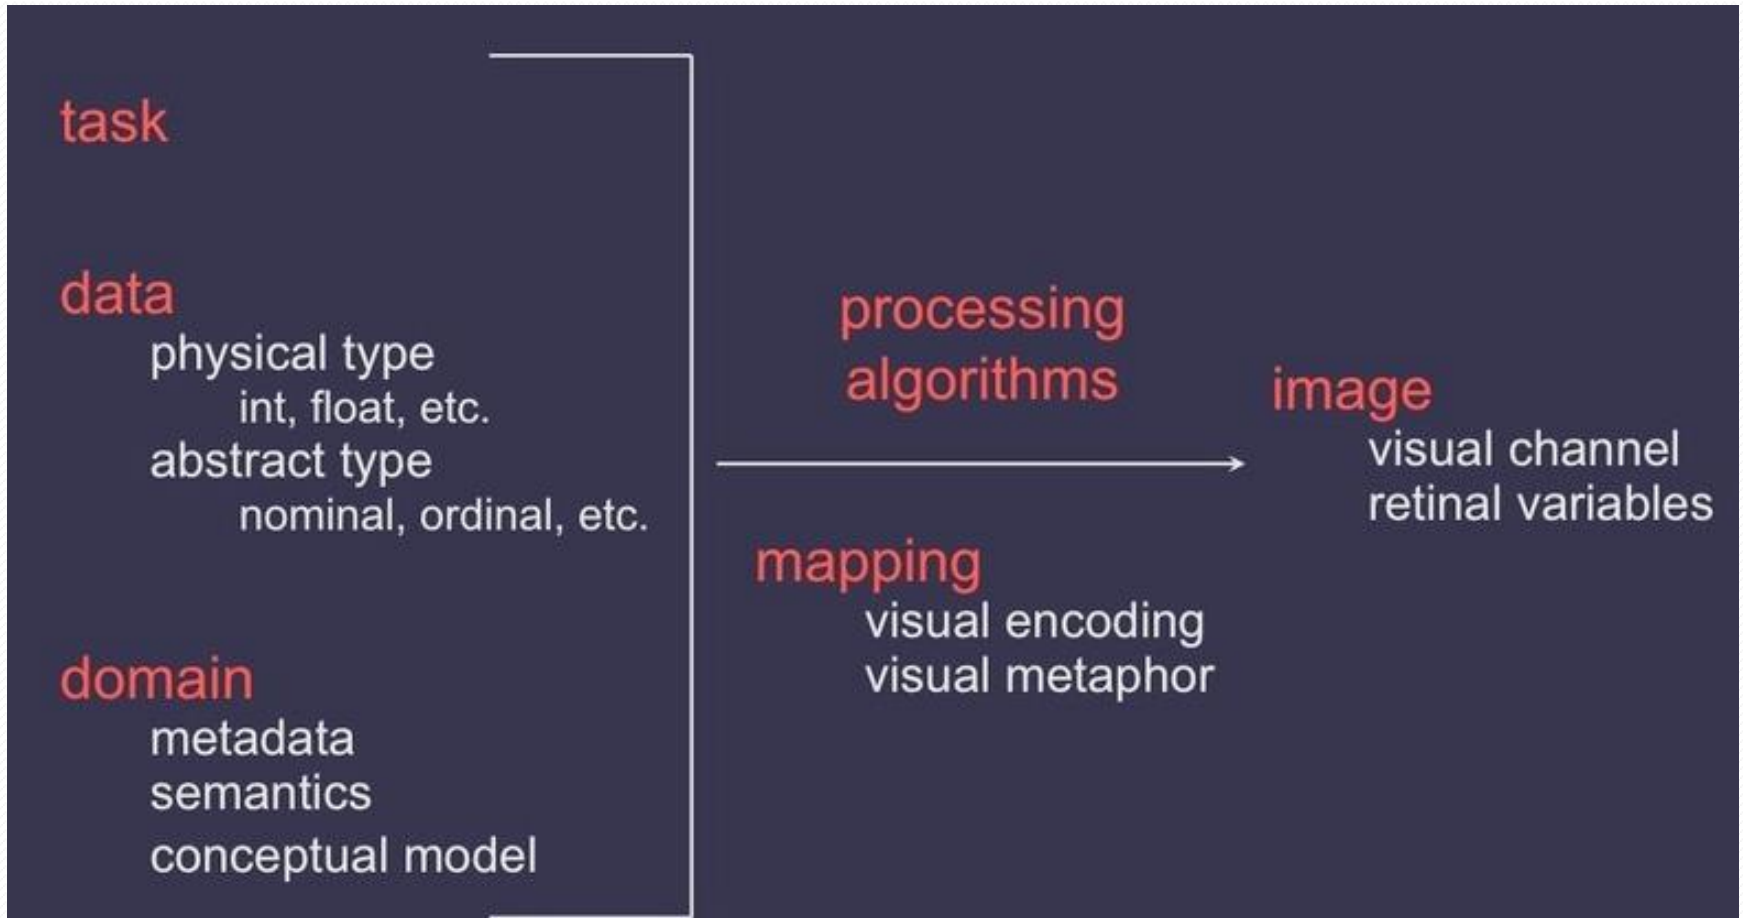 task
data
physical type
int, float, etc.
abstract type
nominal, ordinal, etc.
domain
metadata
semantics
conceptual model
processing
algorithms
mapping
visual encoding
visual metaphor
image
visual channel
retinal variables